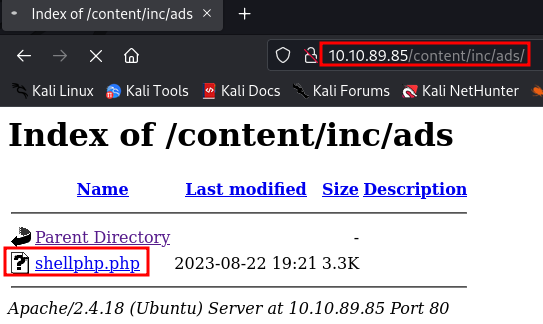 Index of /content/inc/ads
10.10.89.85/content/inc/ads/
Kali Linux Kali Tools Kali Docs Kali Forums Kali NetHunter
Index of /content/inc/ads
Name Last modified Size Description
Parent Directory -
shellphp.php 2023-08-22 19:21 3.3K
Apache/2.4.18 (Ubuntu) Server at 10.10.89.85 Port 80